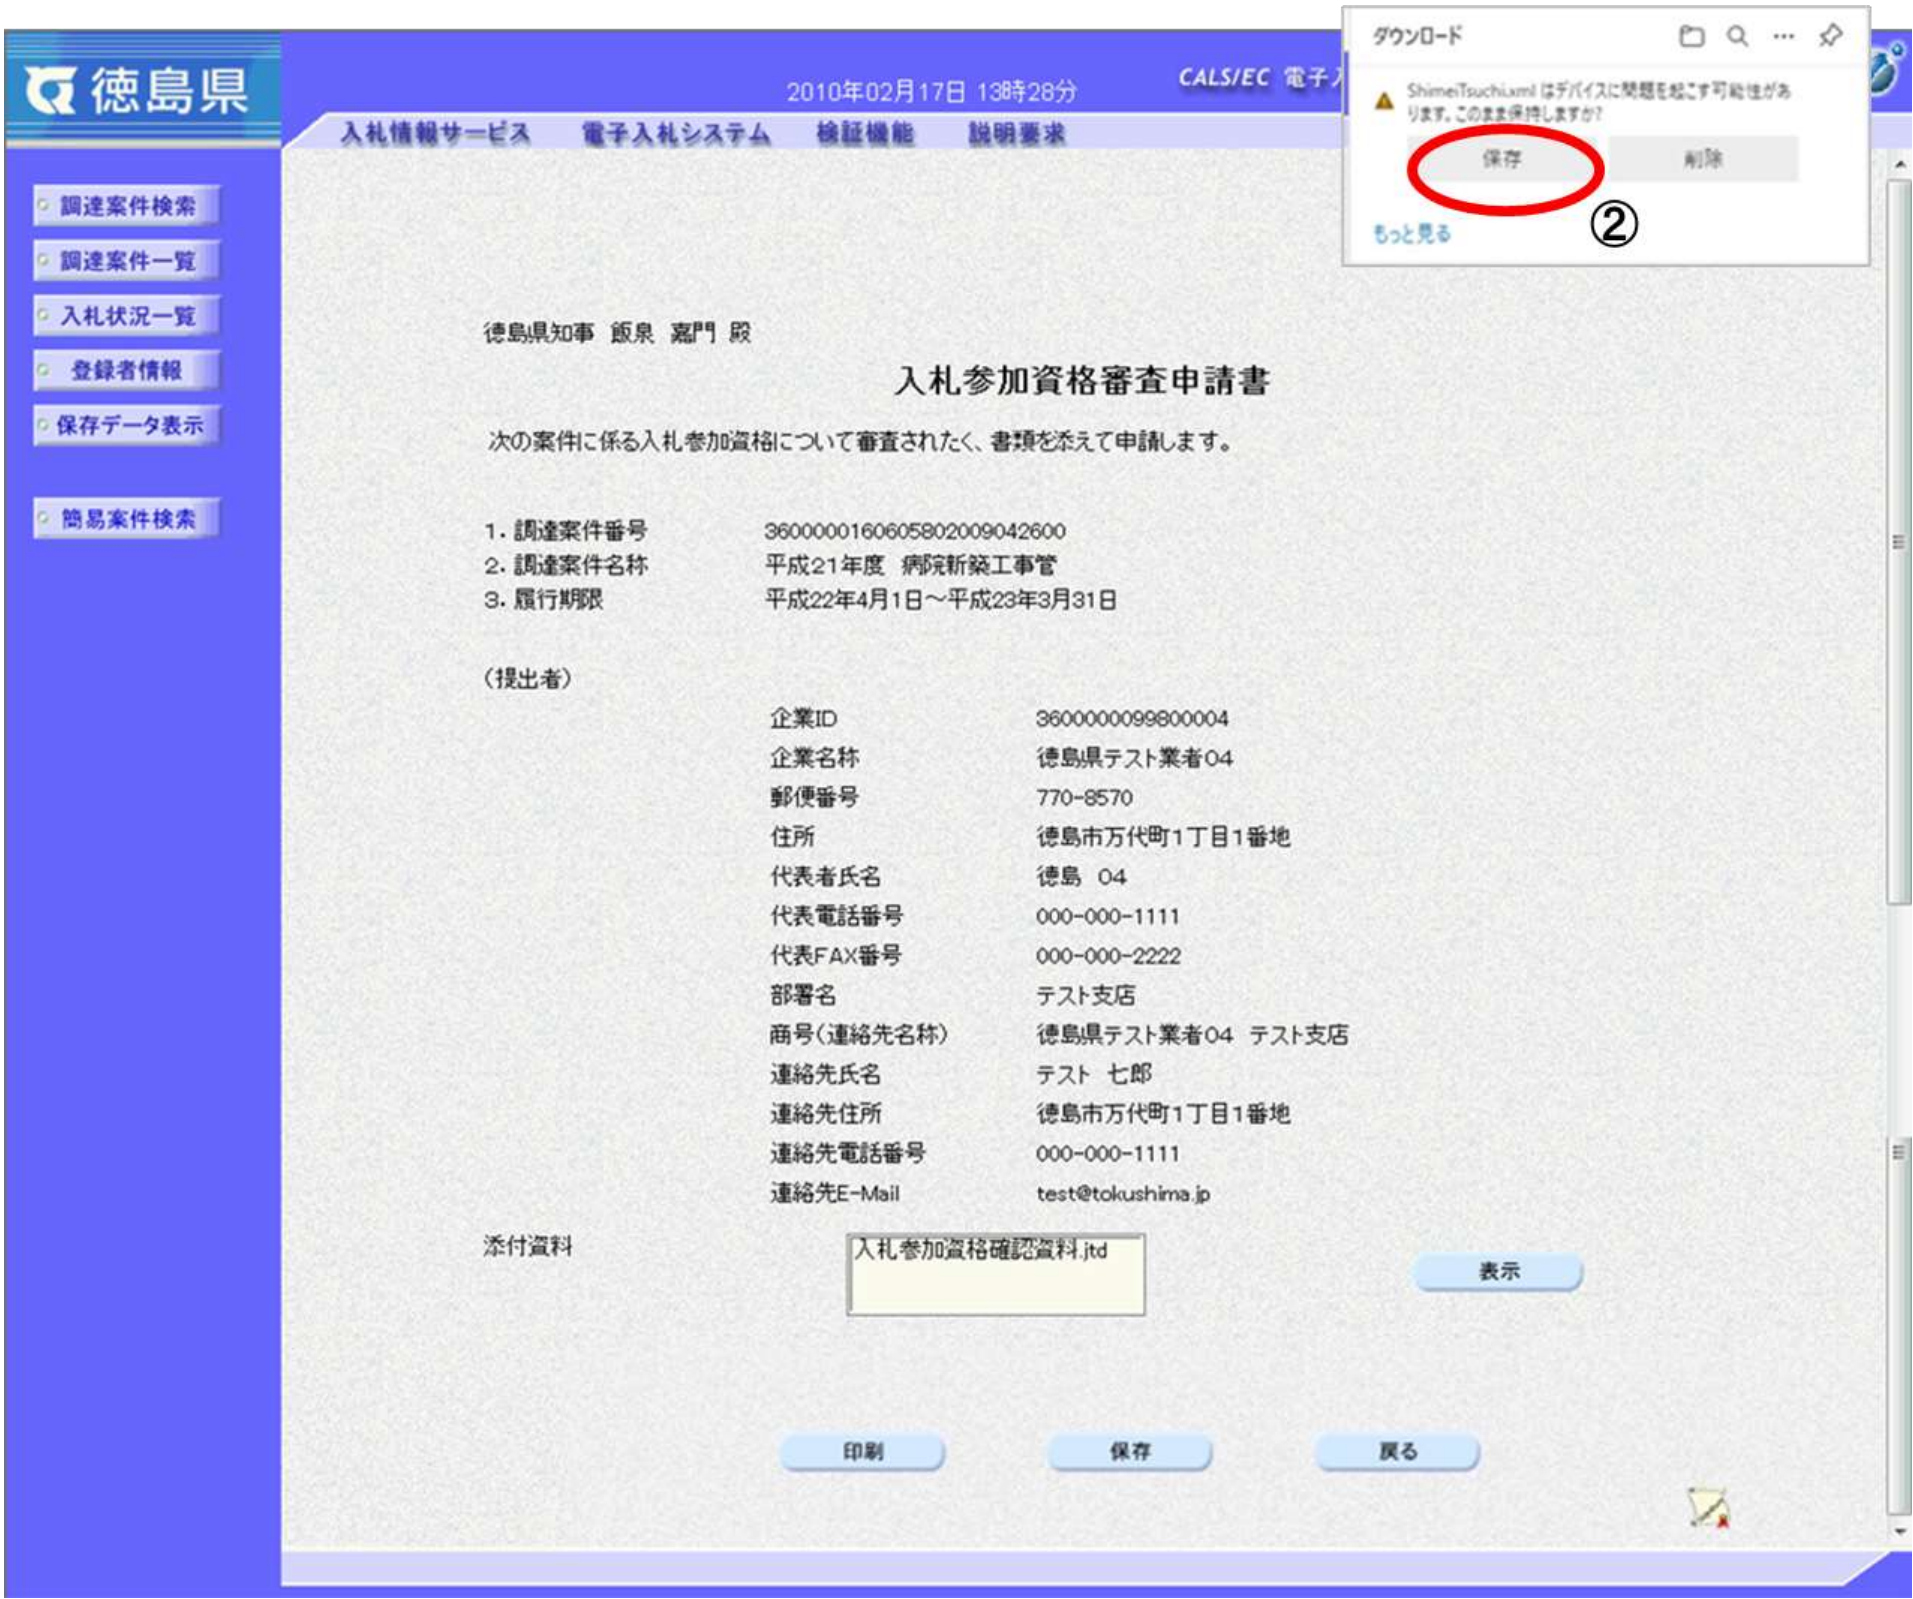 ダウンロード
ShimeiTsuchi.xml はデバイスに問題を起こす可能性があ
ります。このまま保持しますか?
保存 削除
もっと見る
②
徳島県
2010年02月17日 13時28分
CALS/EC 電子入
入札情報サービス 電子入札システム 検証機能 説明要求
調達案件検索
調達案件一覧
入札状況一覧
登録者情報
保存データ表示
簡易案件検索
徳島県知事 飯泉 嘉門 殿
入札参加資格審査申請書
次の案件に係る入札参加資格について審査されたく、書類を添えて申請します。
1. 調達案件番号 360000016060580２009042600
2. 調達案件名称 平成21年度 病院新築工事管
3. 履行期限 平成22年4月1日～平成23年3月31日
(提出者)
企業ID 3600000099800004
企業名称 徳島県テスト業者04
郵便番号 770-8570
住所 徳島市万代町1丁目1番地
代表者氏名 徳島 04
代表電話番号 000-000-1111
代表FAX番号 000-000-2222
部署名 テスト支店
商号(連絡先名称) 徳島県テスト業者04 テスト支店
連絡先氏名 テスト 七郎
連絡先住所 徳島市万代町1丁目1番地
連絡先電話番号 000-000-1111
連絡先E-Mail test@tokushima.jp
添付資料 入札参加資格確認資料.jtd 表示
印刷 保存 戻る